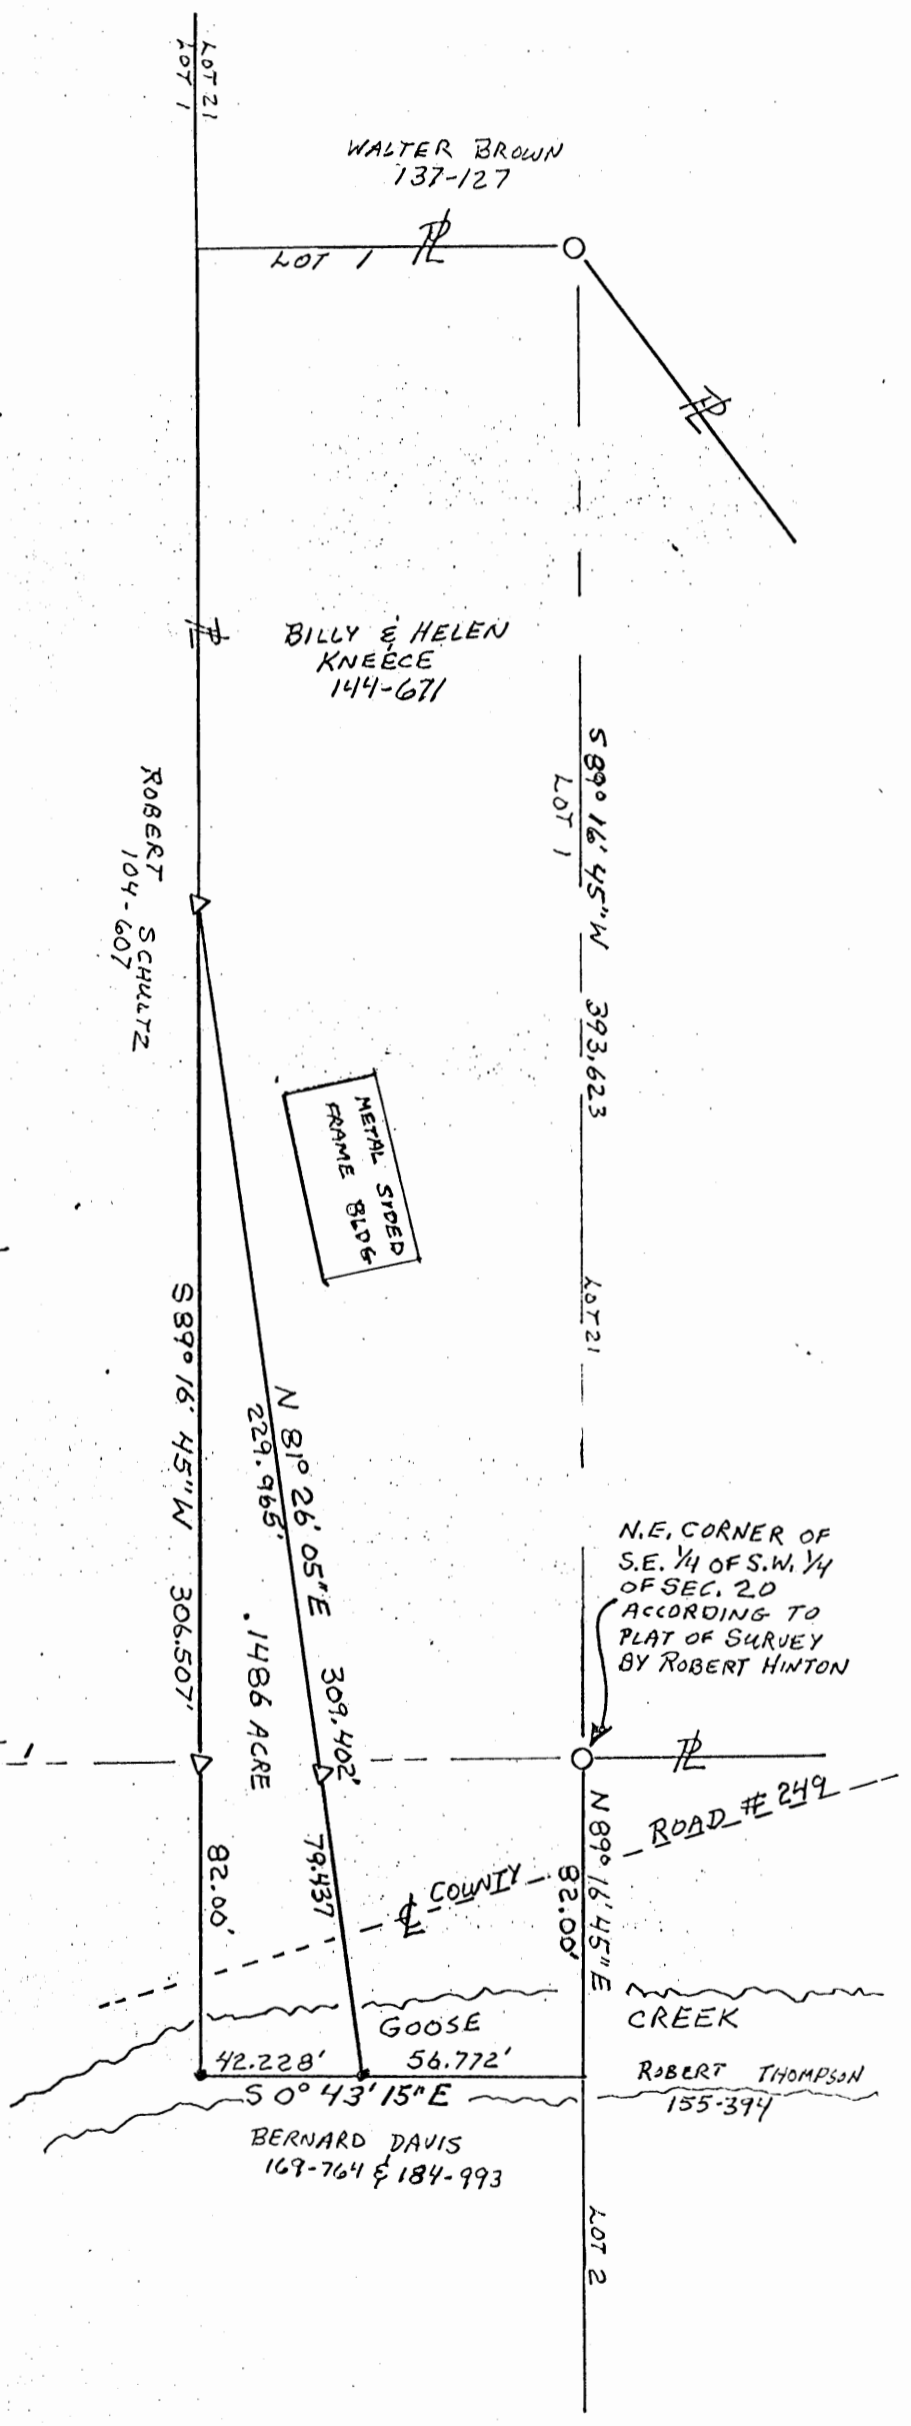 LOT 21
LOT 1
WALTER BROWN
137-127
PL
LOT 1
PL
PL
BILLY & HELEN
KNEECE
144-671
S 89° 16' 45" W 393.623
LOT 1
LOT 21
ROBERT SCHULTZ
104-607
METAL SYDED
FRAME BLDG
S 89° 16' 45" W 306.507'
N 81° 26' 05" E 309.402'
229.965'
.1486 ACRE
N.E. CORNER OF
S.E. 1/4 OF S.W. 1/4
OF SEC. 20
ACCORDING TO
PLAT OF SURVEY
BY ROBERT HINTON
PL
N 89° 16' 45" E
82.00'
82.00'
79.437
CL COUNTY ROAD # 249
GOOSE CREEK
42.228' 56.772'
S 0° 43' 15" E
ROBERT THOMPSON
155-394
BERNARD DAVIS
169-764 & 184-993
LOT 2